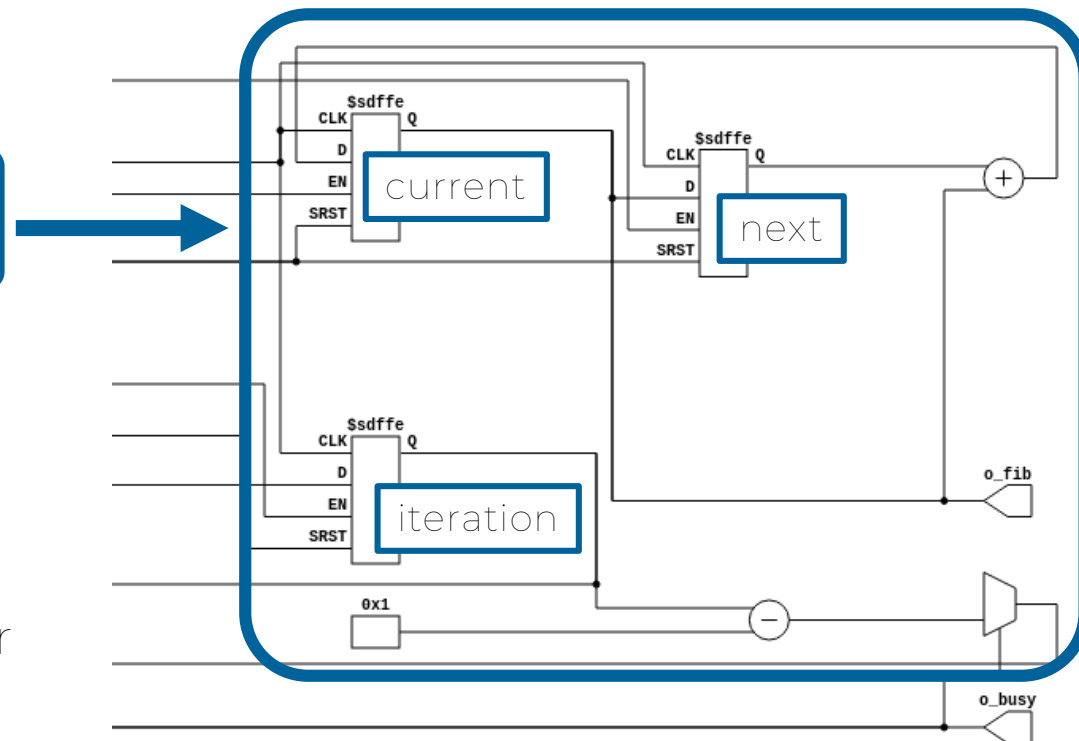 $sdffe
CLK
Q
D
EN
SRST
current
$sdffe
CLK
Q
D
EN
SRST
next
+
$sdffe
CLK
Q
D
EN
SRST
iteration
o_fib
0x1
−
r
o_busy